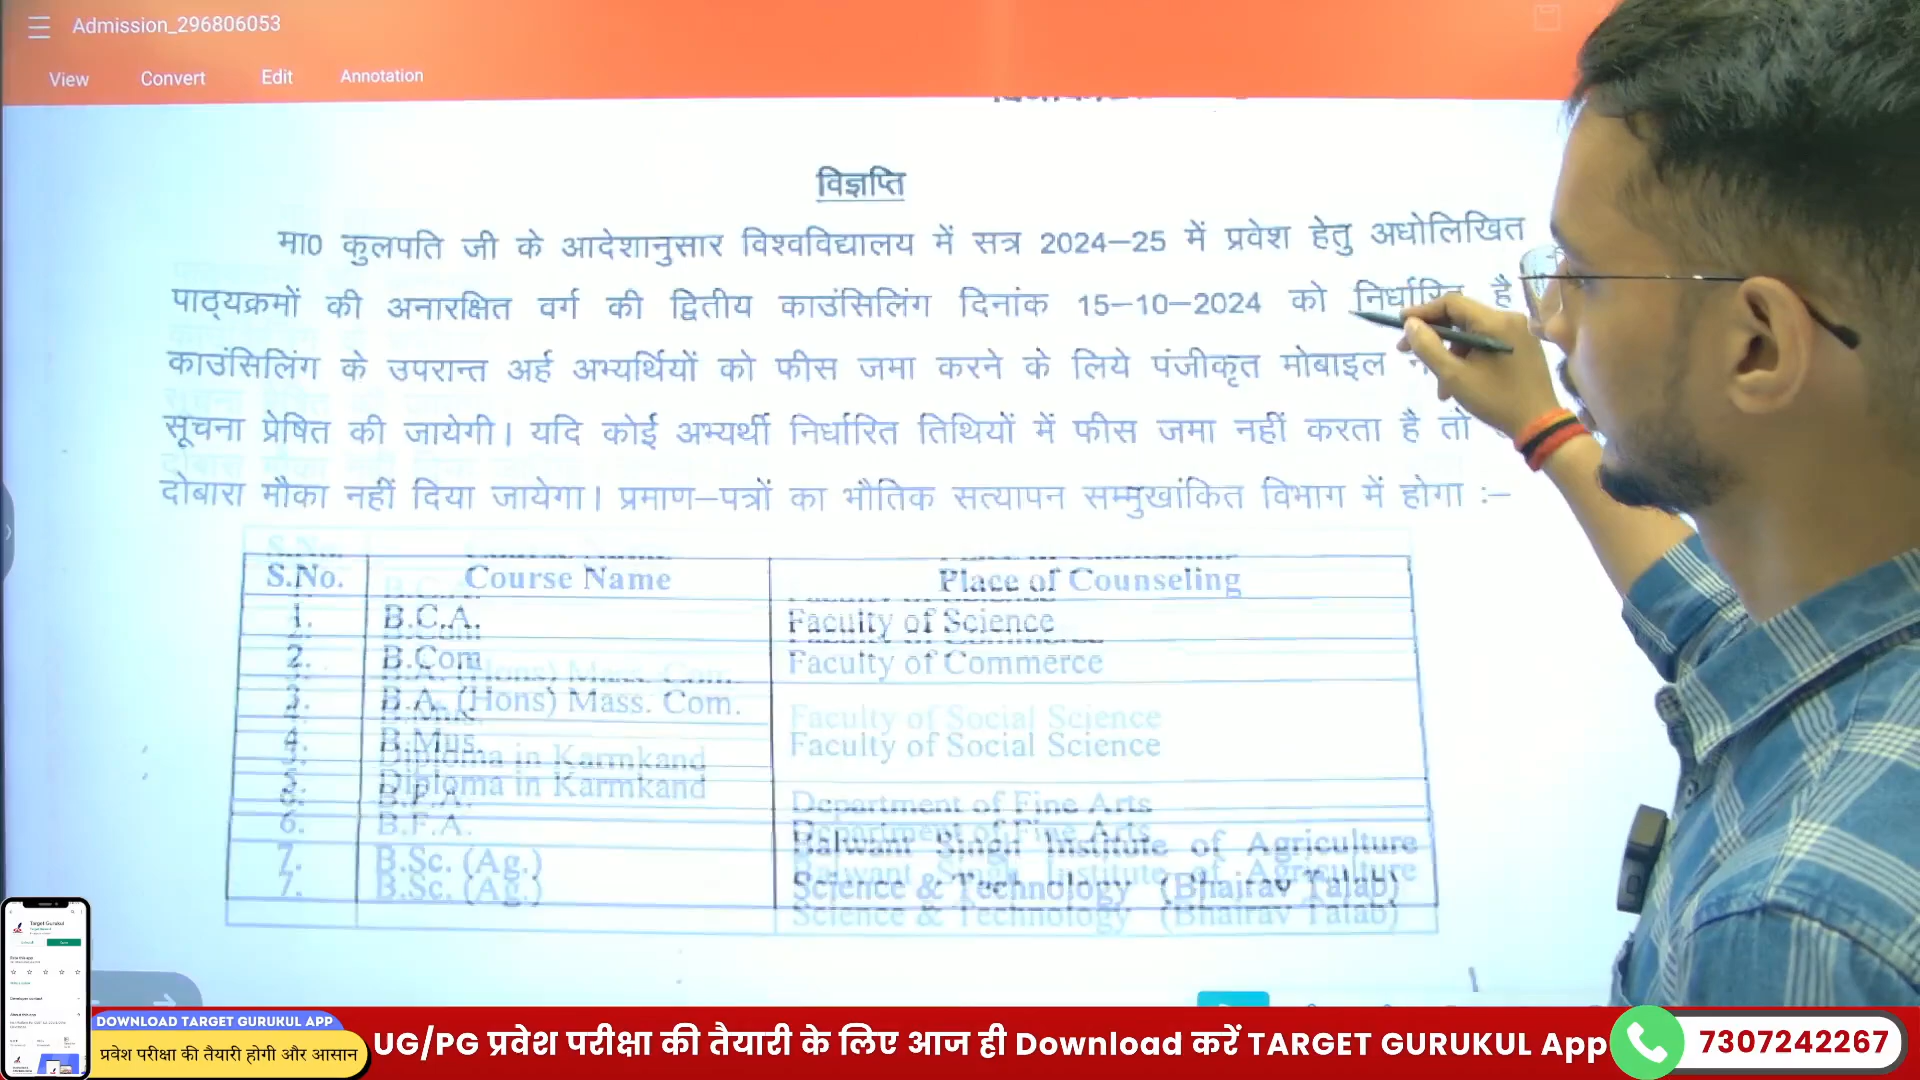 Admission_296806053
View Convert Edit Annotation
विज्ञप्ति
मा0 कुलपति जी के आदेशानुसार विश्वविद्यालय में सत्र 2024–25 में प्रवेश हेतु अधोलिखित
पाठ्यक्रमों की अनारक्षित वर्ग की द्वितीय काउंसिलिंग दिनांक 15–10–2024 को निर्धारित है
काउंसिलिंग के उपरान्त अर्ह अभ्यर्थियों को फीस जमा करने के लिये पंजीकृत मोबाइल
सूचना प्रेषित की जायेगी। यदि कोई अभ्यर्थी निर्धारित तिथियों में फीस जमा नहीं करता है तो
दोबारा मौका नहीं दिया जायेगा। प्रमाण–पत्रों का भौतिक सत्यापन सम्मुखांकित विभाग में होगा :–
S.No. Course Name Place of Counseling
1. B.C.A. Faculty of Science
2. B.Com Faculty of Commerce
3. B.A. (Hons) Mass. Com. Faculty of Social Science
4. B.Mus.
5. Diploma in Karmkand
6. B.F.A. Department of Fine Arts
7. B.Sc. (Ag.) Balwant Singh Institute of Agriculture
Science & Technology (Bhairav Talab)
Target Gurukul
DOWNLOAD TARGET GURUKUL APP
प्रवेश परीक्षा की तैयारी होगी और आसान
UG/PG प्रवेश परीक्षा की तैयारी के लिए आज ही Download करें TARGET GURUKUL App
7307242267